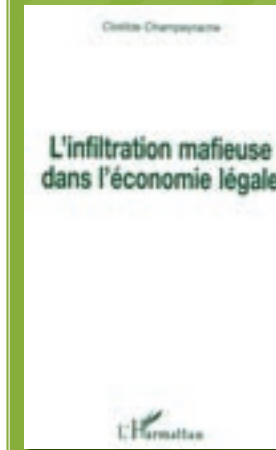 Clotilde Champeyrache
L'infiltration mafieuse
dans l'économie légale
L'Harmattan